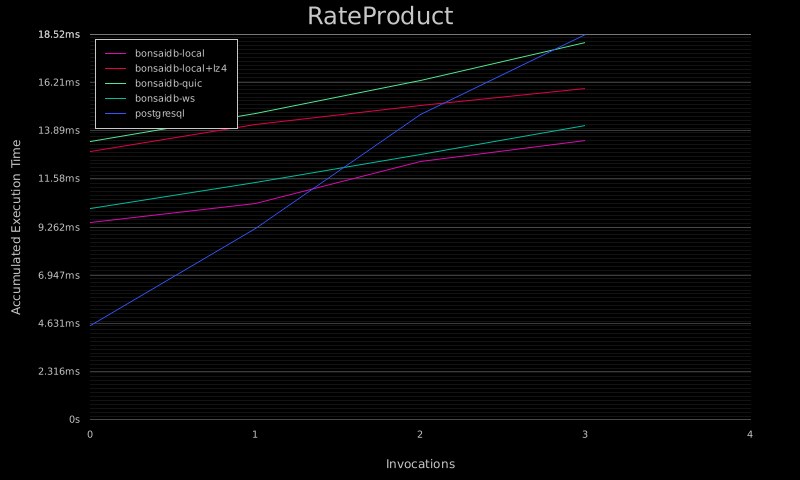 RateProduct
18.52ms
bonsaidb-local
bonsaidb-local+lz4
bonsaidb-quic
bonsaidb-ws
postgresql
16.21ms
13.89ms
11.58ms
9.262ms
6.947ms
4.631ms
2.316ms
0s
Accumulated Execution Time
0 1 2 3 4
Invocations